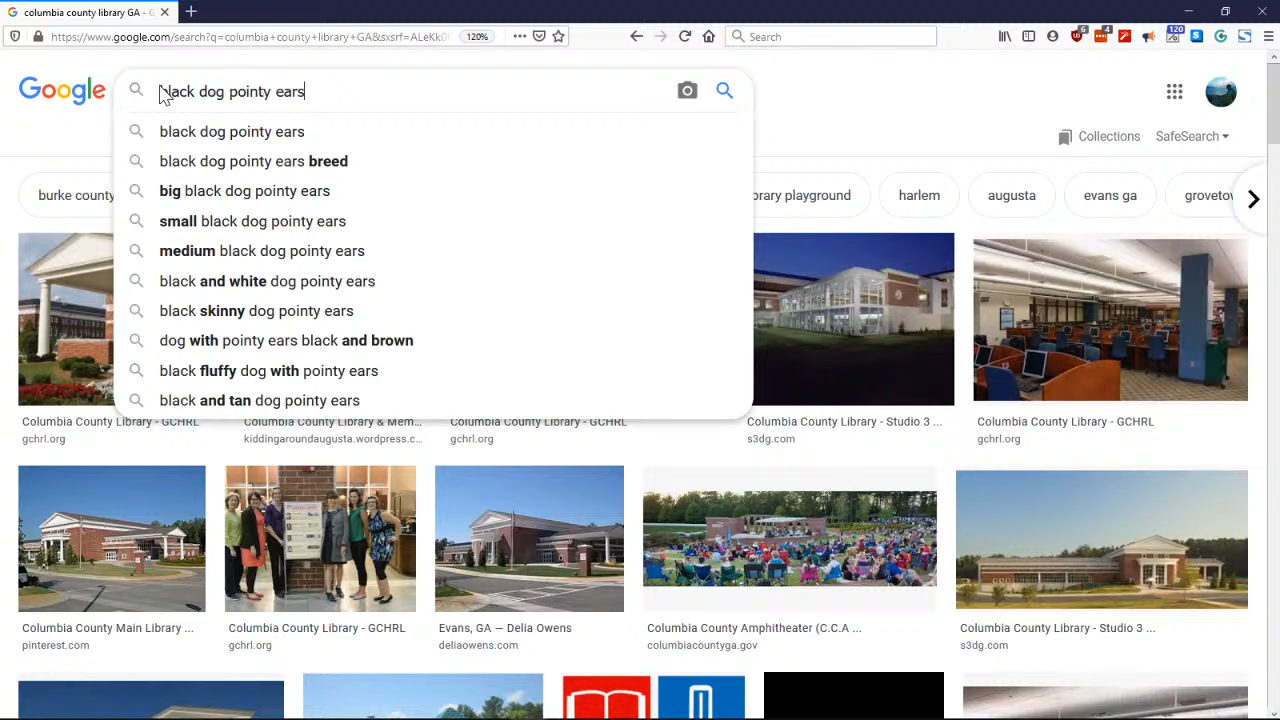 columbia county library GA - G
https://www.google.com/search?q=columbia+county+library+GA&sxsrf=ALeKk0
120%
Search
6
4
120
Google
black dog pointy ears
Collections
SafeSearch
black dog pointy ears
black dog pointy ears breed
big black dog pointy ears
small black dog pointy ears
medium black dog pointy ears
black and white dog pointy ears
black skinny dog pointy ears
dog with pointy ears black and brown
black fluffy dog with pointy ears
black and tan dog pointy ears
burke county
brary playground
harlem
augusta
evans ga
groveto
Columbia County Library - GCHRL
gchrl.org
Columbia County Library & Mem...
kiddingaroundaugusta.wordpress.c...
Columbia County Library - GCHRL
gchrl.org
Columbia County Library - Studio 3 ...
s3dg.com
Columbia County Library - GCHRL
gchrl.org
Columbia County Main Library ...
pinterest.com
Columbia County Library - GCHRL
gchrl.org
Evans, GA — Delia Owens
deliaowens.com
Columbia County Amphitheater (C.C.A ...
columbiacountyga.gov
Columbia County Library - Studio 3 ...
s3dg.com